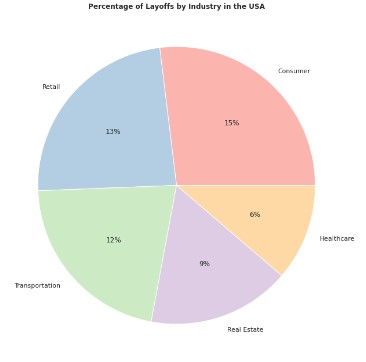 Percentage of Layoffs by Industry in the USA
Consumer
Retail
15%
13%
6%
Healthcare
12%
9%
Transportation
Real Estate